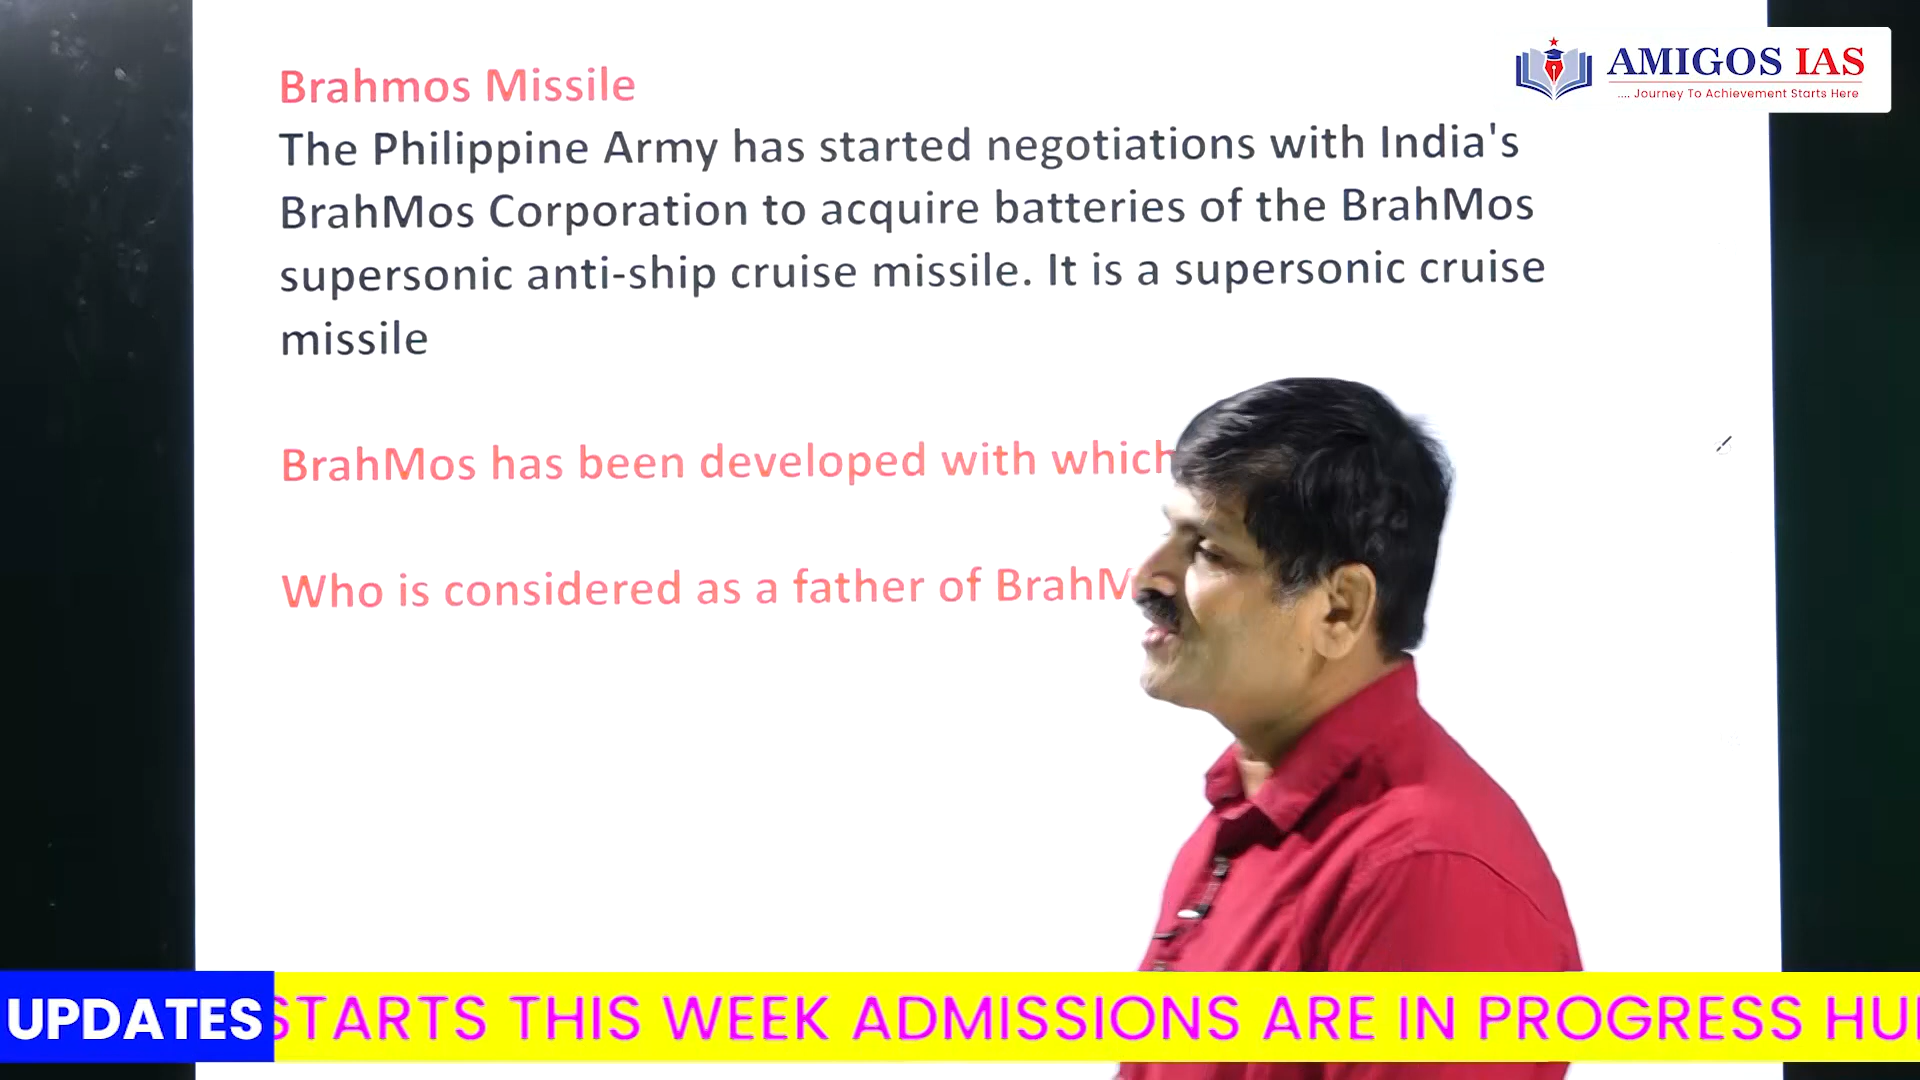 AMIGOS IAS
.... Journey To Achievement Starts Here
Brahmos Missile
The Philippine Army has started negotiations with India's
BrahMos Corporation to acquire batteries of the BrahMos
supersonic anti-ship cruise missile. It is a supersonic cruise
missile
BrahMos has been developed with which
Who is considered as a father of BrahM
UPDATES STARTS THIS WEEK ADMISSIONS ARE IN PROGRESS